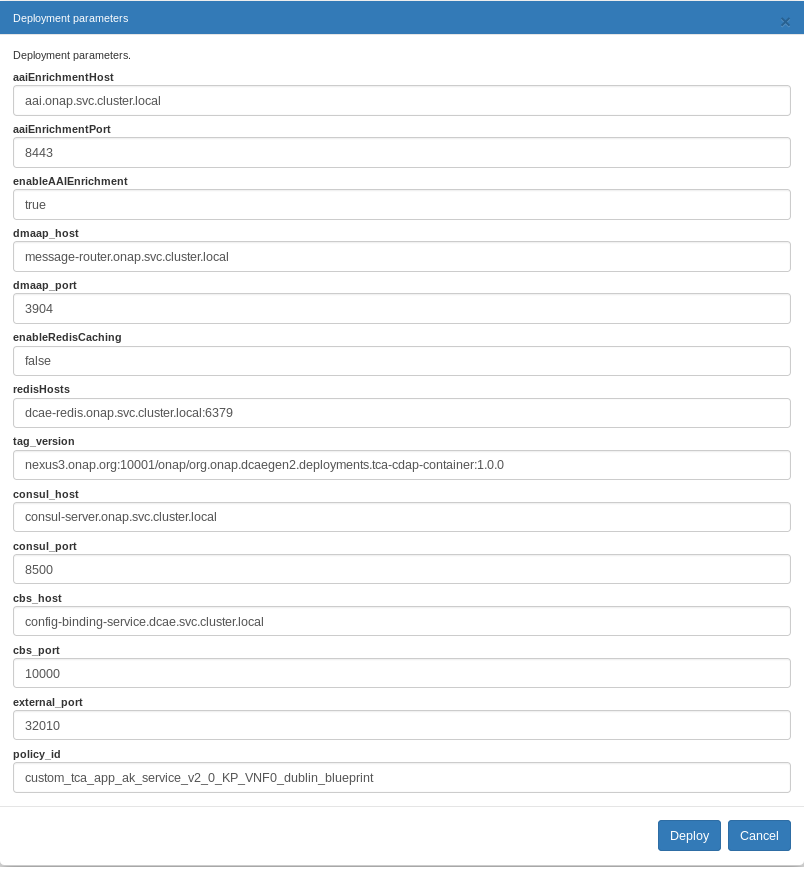 Deployment parameters
×
Deployment parameters.
aaiEnrichmentHost
aai.onap.svc.cluster.local
aaiEnrichmentPort
8443
enableAAIEnrichment
true
dmaap_host
message-router.onap.svc.cluster.local
dmaap_port
3904
enableRedisCaching
false
redisHosts
dcae-redis.onap.svc.cluster.local:6379
tag_version
nexus3.onap.org:10001/onap/org.onap.dcaegen2.deployments.tca-cdap-container:1.0.0
consul_host
consul-server.onap.svc.cluster.local
consul_port
8500
cbs_host
config-binding-service.dcae.svc.cluster.local
cbs_port
10000
external_port
32010
policy_id
custom_tca_app_ak_service_v2_0_KP_VNF0_dublin_blueprint
Deploy Cancel